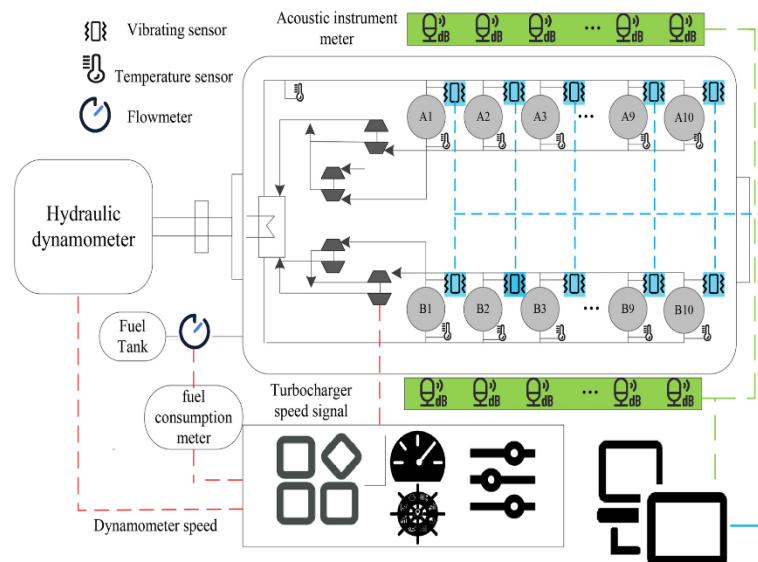 Vibrating sensor
Temperature sensor
Flowmeter
Acoustic instrument
meter
dB dB dB ... dB dB
A1 A2 A3 ... A9 A10
Hydraulic
dynamometer
B1 B2 B3 ... B9 B10
Fuel
Tank
fuel
consumption
meter
Turbocharger
speed signal
dB dB dB ... dB dB
Dynamometer speed